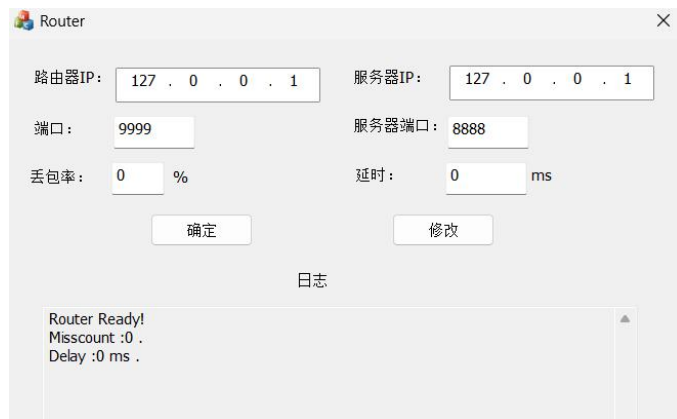 Router
路由器IP： 127 . 0 . 0 . 1 服务器IP： 127 . 0 . 0 . 1
端口： 9999 服务器端口： 8888
丢包率： 0 % 延时： 0 ms
确定 修改
日志
Router Ready!
Misscount :0 .
Delay :0 ms .